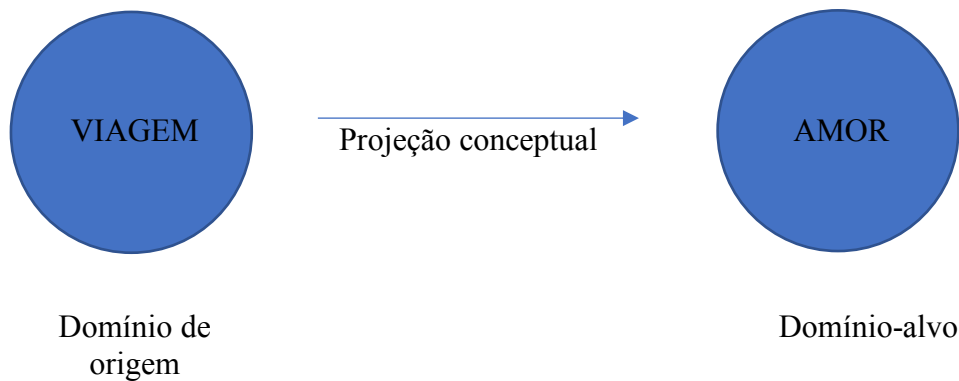 VIAGEM
Projeção conceptual
AMOR
Domínio de
origem
Domínio-alvo